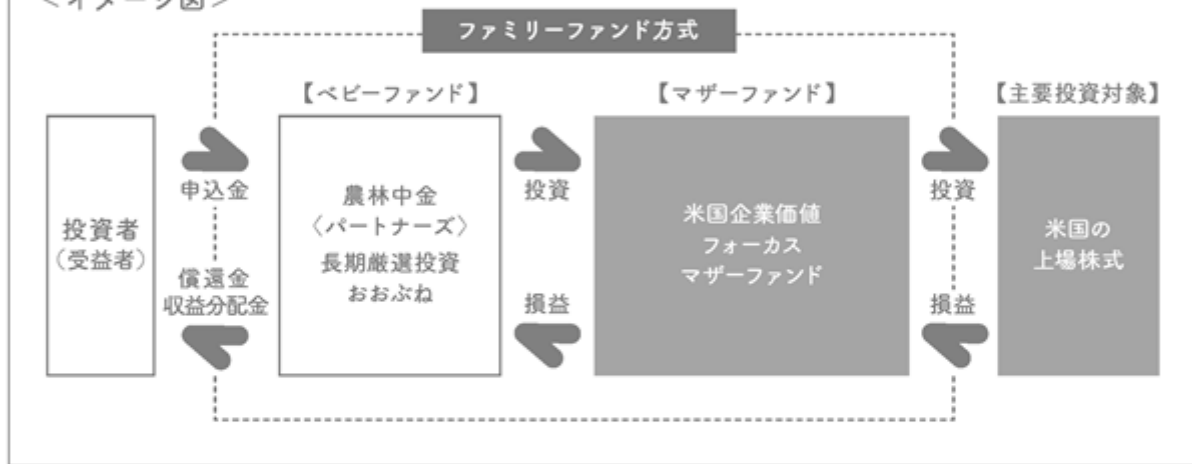 ＜イメージ図＞
ファミリーファンド方式
【ベビーファンド】
【マザーファンド】
【主要投資対象】
投資者
（受益者）
申込金
償還金
収益分配金
農林中金
〈パートナーズ〉
長期厳選投資
おおぶね
投資
損益
米国企業価値
フォーカス
マザーファンド
投資
損益
米国の
上場株式